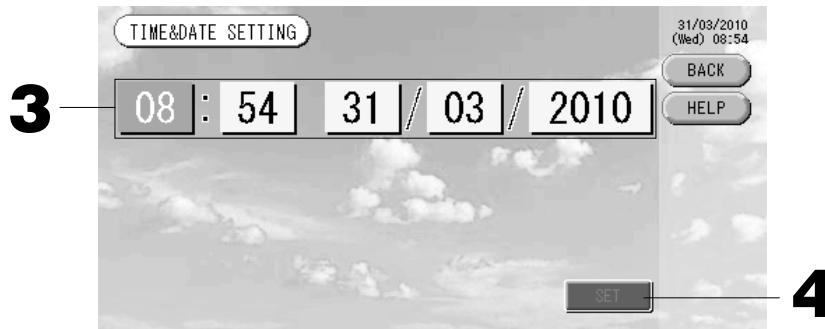 TIME&DATE SETTING
31/03/2010
(Wed) 08:54
BACK
HELP
3
08 : 54 31 / 03 / 2010
SET
4